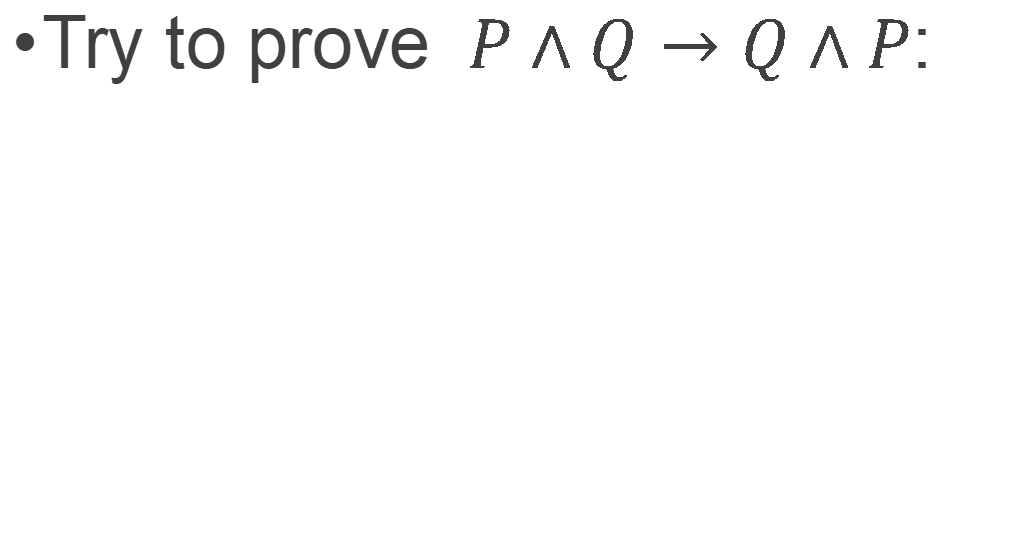 •Try to prove 𝑃 ∧ 𝑄 → 𝑄 ∧ 𝑃: